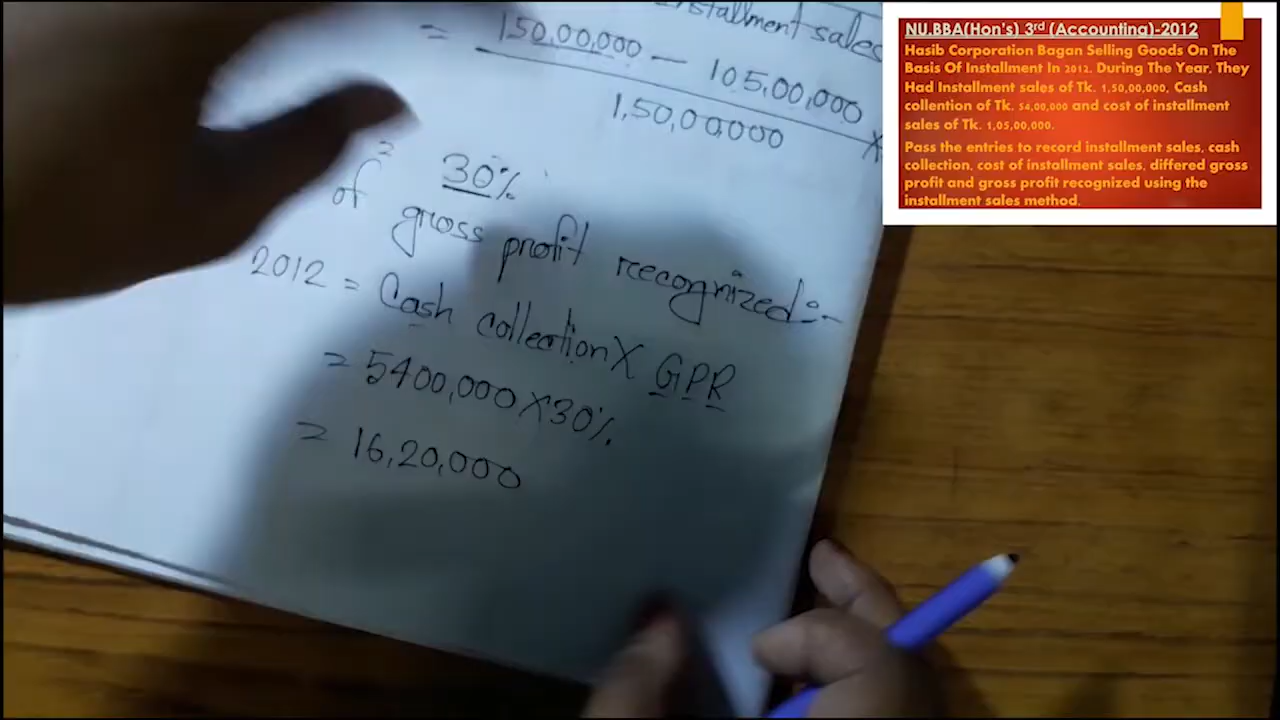 installment sales
= 150,00,000 — 105,00,000
1,50,00000 X
= 30%
of gross profit recognized:-
2012 = Cash collection X GPR
= 5400,000 X 30%
= 16,20,000
NU.BBA(Hon's) 3rd (Accounting)-2012
Hasib Corporation Bagan Selling Goods On The
Basis Of Installment In 2012. During The Year, They
Had Installment sales of Tk. 1,50,00,000, Cash
collention of Tk. 54,00,000 and cost of installment
sales of Tk. 1,05,00,000.
Pass the entries to record installment sales, cash
collection, cost of installment sales, differed gross
profit and gross profit recognized using the
installment sales method.